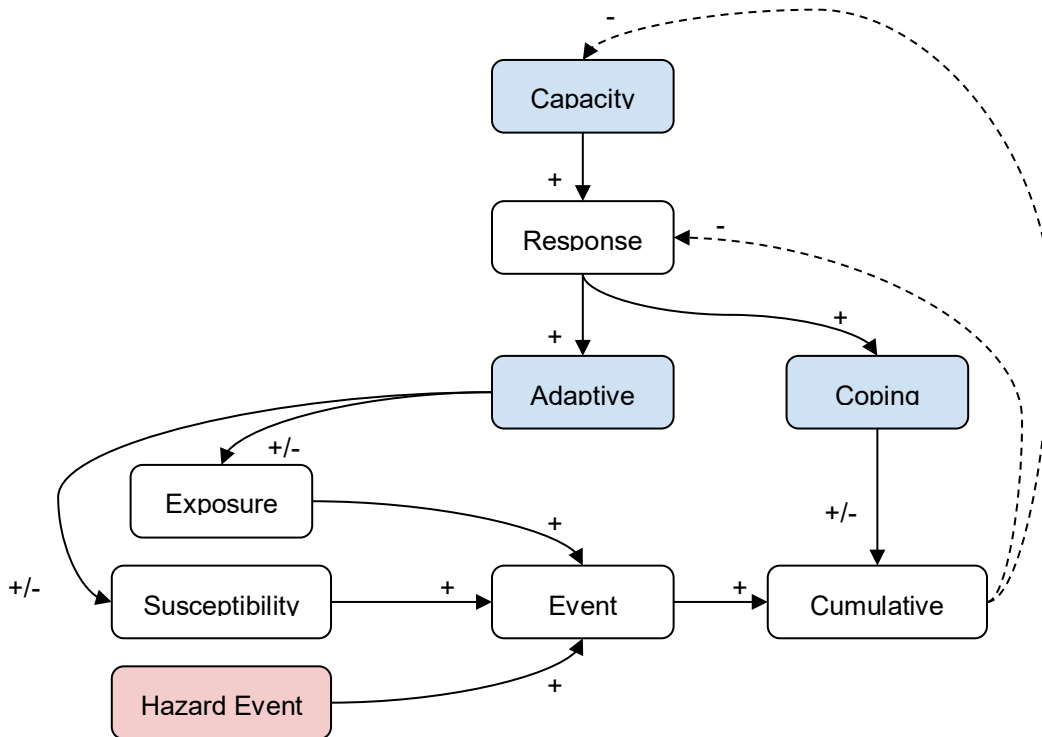 -
Capacity
+
Response
-
+
+
Adaptive
Coping
+/-
Exposure
+
+/-
+/-
Susceptibility
+
Event
+
Cumulative
Hazard Event
+